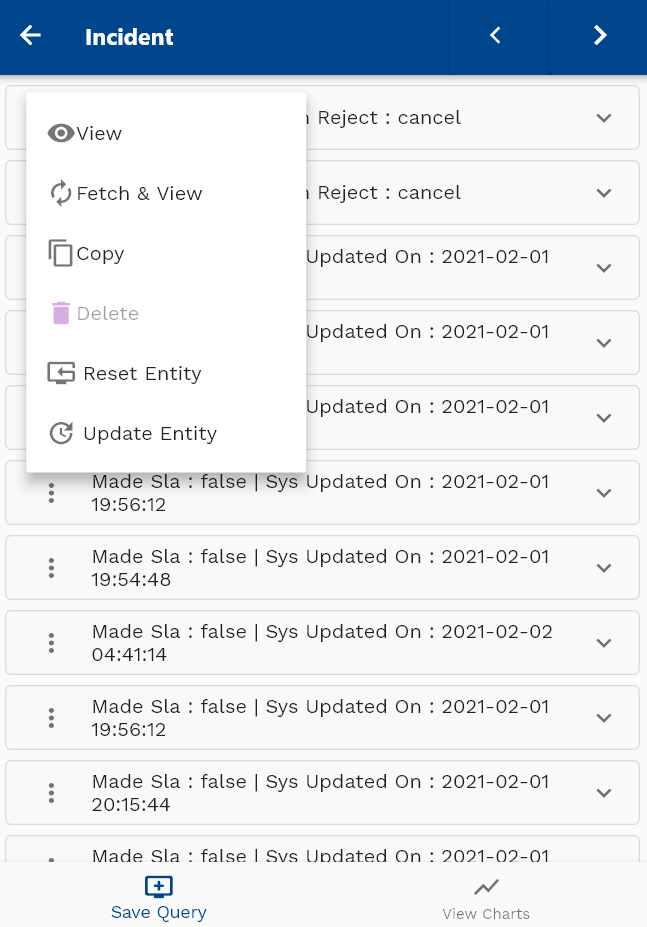 Incident
Reject : cancel
Reject : cancel
Updated On : 2021-02-01
Updated On : 2021-02-01
Updated On : 2021-02-01
View
Fetch & View
Copy
Delete
Reset Entity
Update Entity
Made Sla : false | Sys Updated On : 2021-02-01
19:56:12
Made Sla : false | Sys Updated On : 2021-02-01
19:54:48
Made Sla : false | Sys Updated On : 2021-02-02
04:41:14
Made Sla : false | Sys Updated On : 2021-02-01
19:56:12
Made Sla : false | Sys Updated On : 2021-02-01
20:15:44
Made Sla : false | Sys Updated On : 2021-02-01
Save Query
View Charts